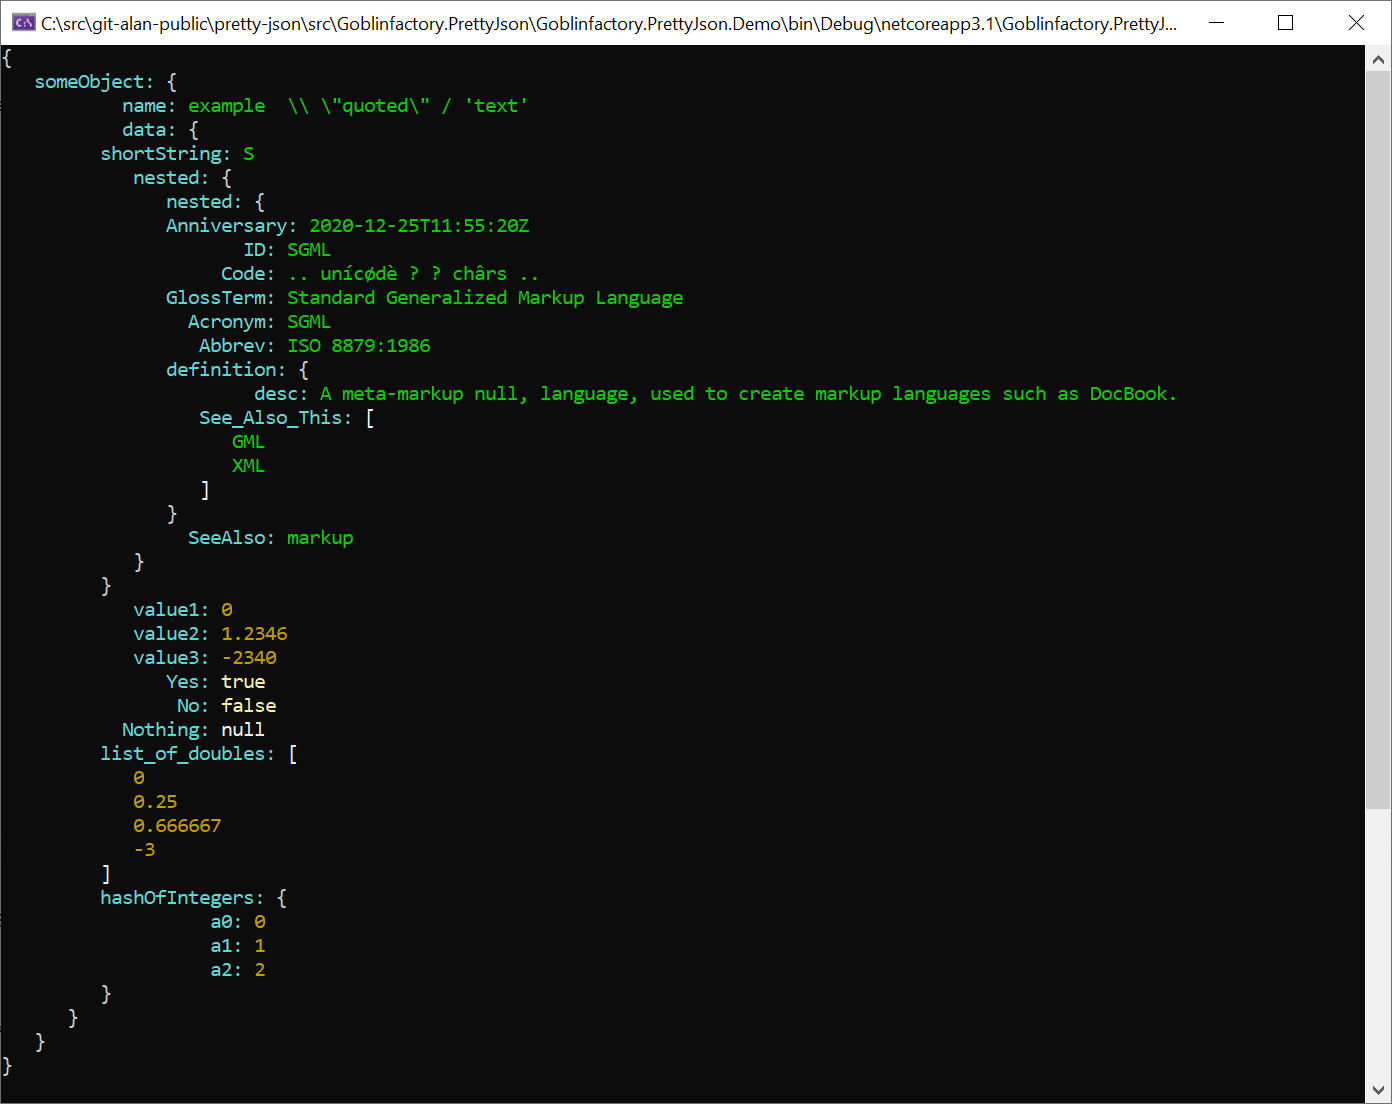 C:\src\git-alan-public\pretty-json\src\Goblinfactory.PrettyJson\Goblinfactory.PrettyJson.Demo\bin\Debug\netcoreapp3.1\Goblinfactory.PrettyJ...
{
   someObject: {
           name: example  \\ \"quoted\" / 'text'
           data: {
         shortString: S
            nested: {
               nested: {
               Anniversary: 2020-12-25T11:55:20Z
                      ID: SGML
                    Code: .. unícødè ? ? chârs ..
               GlossTerm: Standard Generalized Markup Language
                 Acronym: SGML
                  Abbrev: ISO 8879:1986
               definition: {
                       desc: A meta-markup null, language, used to create markup languages such as DocBook.
                  See_Also_This: [
                     GML
                     XML
                  ]
               }
                 SeeAlso: markup
            }
         }
            value1: 0
            value2: 1.2346
            value3: -2340
               Yes: true
                No: false
           Nothing: null
         list_of_doubles: [
            0
            0.25
            0.666667
            -3
         ]
         hashOfIntegers: {
                   a0: 0
                   a1: 1
                   a2: 2
         }
      }
   }
}